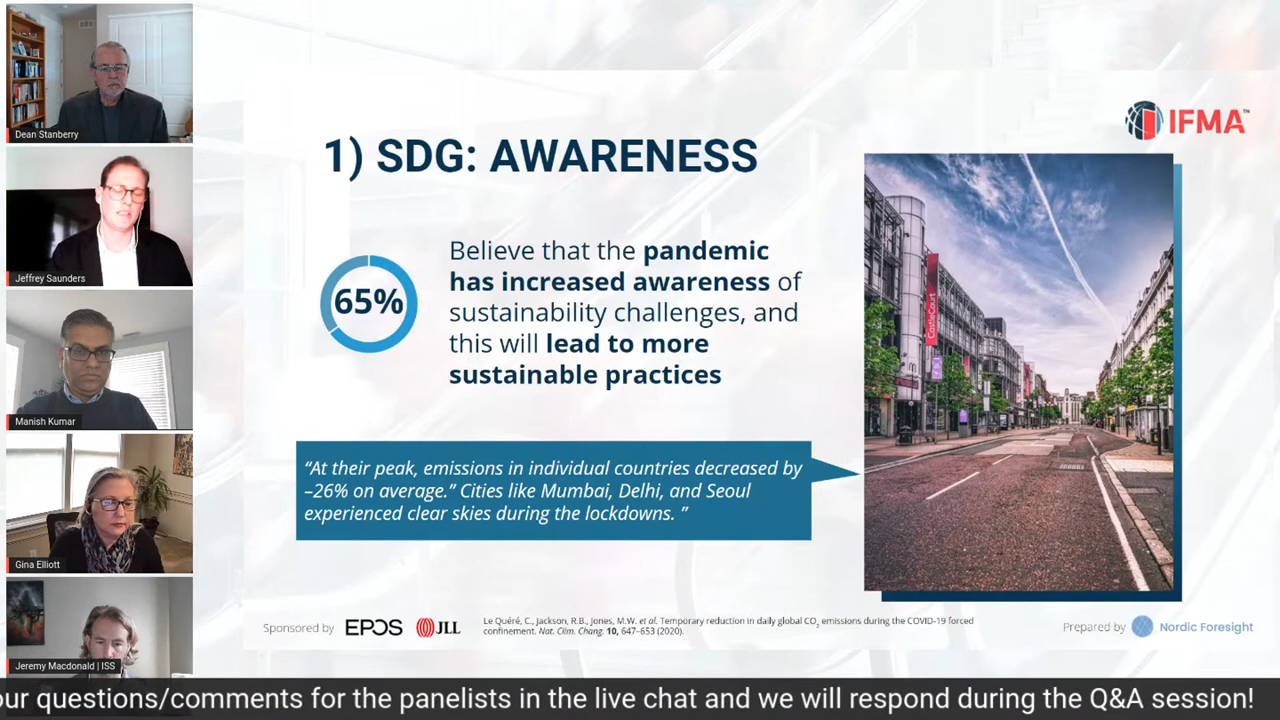 Dean Stanberry
Jeffrey Saunders
Manish Kumar
Gina Elliott
Jeremy Macdonald | ISS
IFMA™
1) SDG: AWARENESS
65%
Believe that the pandemic
has increased awareness of
sustainability challenges, and
this will lead to more
sustainable practices
CastleCourt
“At their peak, emissions in individual countries decreased by
–26% on average.” Cities like Mumbai, Delhi, and Seoul
experienced clear skies during the lockdowns. ”
Sponsored by EPOS JLL
Le Quéré, C., Jackson, R.B., Jones, M.W. et al. Temporary reduction in daily global CO₂ emissions during the COVID-19 forced
confinement. Nat. Clim. Chang. 10, 647–653 (2020).
Prepared by Nordic Foresight
our questions/comments for the panelists in the live chat and we will respond during the Q&A session!